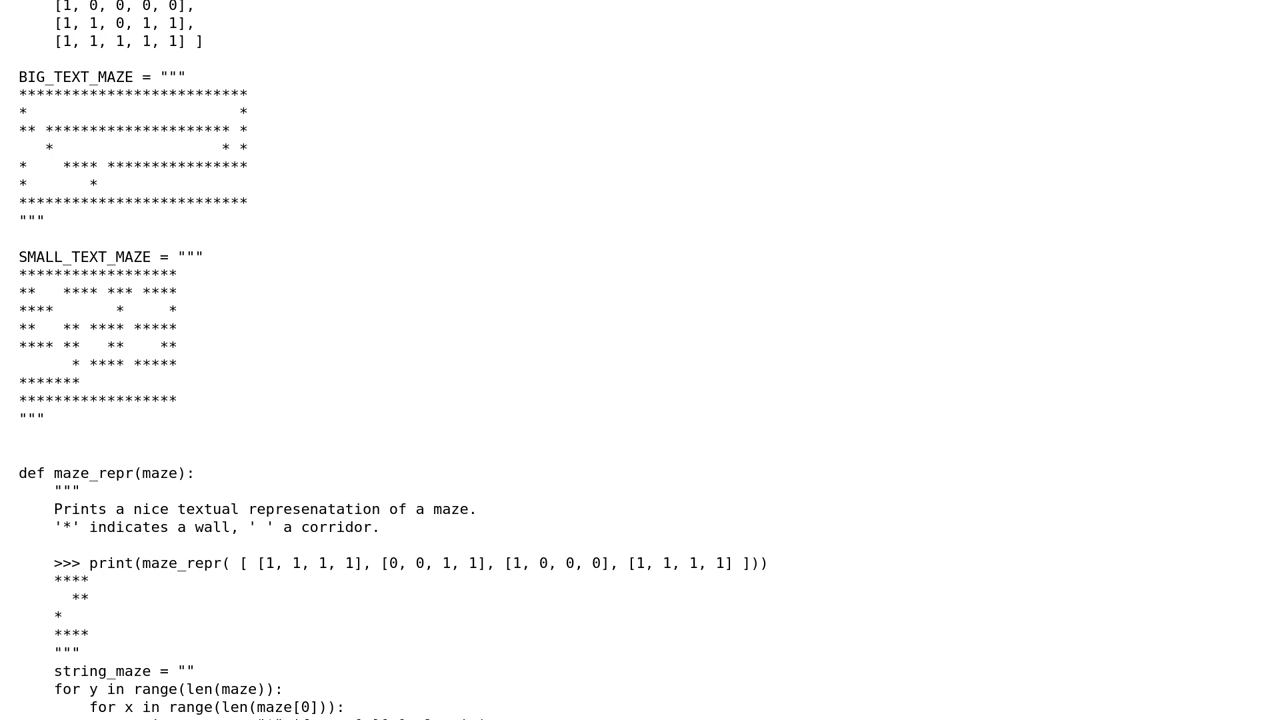 [1, 0, 0, 0, 0],
    [1, 1, 0, 1, 1],
    [1, 1, 1, 1, 1] ]

BIG_TEXT_MAZE = """
**************************
*                        *
** ********************* *
   *                   * *
*    **** ****************
*       *
**************************
"""

SMALL_TEXT_MAZE = """
******************
**   **** *** ****
****       *     *
**   ** **** *****
**** **   **    **
      * **** *****
*******
******************
"""


def maze_repr(maze):
    """
    Prints a nice textual represenatation of a maze.
    '*' indicates a wall, ' ' a corridor.

    >>> print(maze_repr( [ [1, 1, 1, 1], [0, 0, 1, 1], [1, 0, 0, 0], [1, 1, 1, 1] ]))
    ****
      **
    *
    ****
    """
    string_maze = ""
    for y in range(len(maze)):
        for x in range(len(maze[0])):